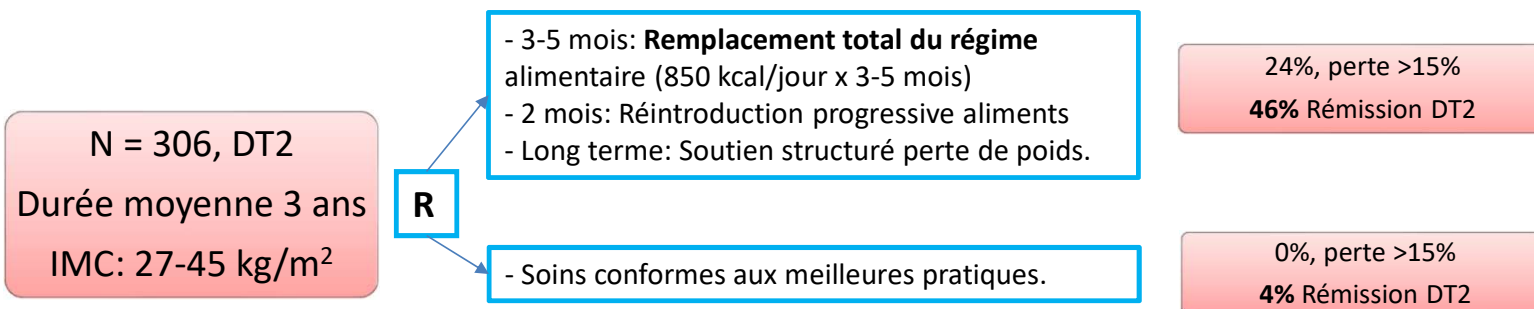 N = 306, DT2
Durée moyenne 3 ans
IMC: 27-45 kg/m²
R
- 3-5 mois: Remplacement total du régime
alimentaire (850 kcal/jour x 3-5 mois)
- 2 mois: Réintroduction progressive aliments
- Long terme: Soutien structuré perte de poids.
24%, perte >15%
46% Rémission DT2
- Soins conformes aux meilleures pratiques.
0%, perte >15%
4% Rémission DT2